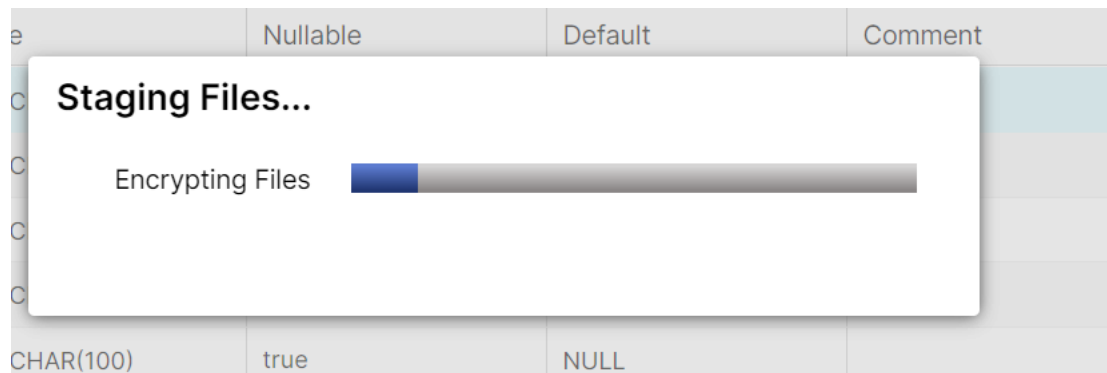 e Nullable Default Comment
Staging Files...
C
C
Encrypting Files
C
C
CHAR(100) true NULL